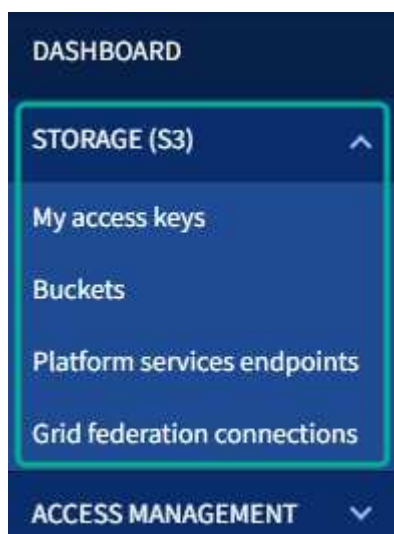 DASHBOARD
STORAGE (S3)
My access keys
Buckets
Platform services endpoints
Grid federation connections
ACCESS MANAGEMENT